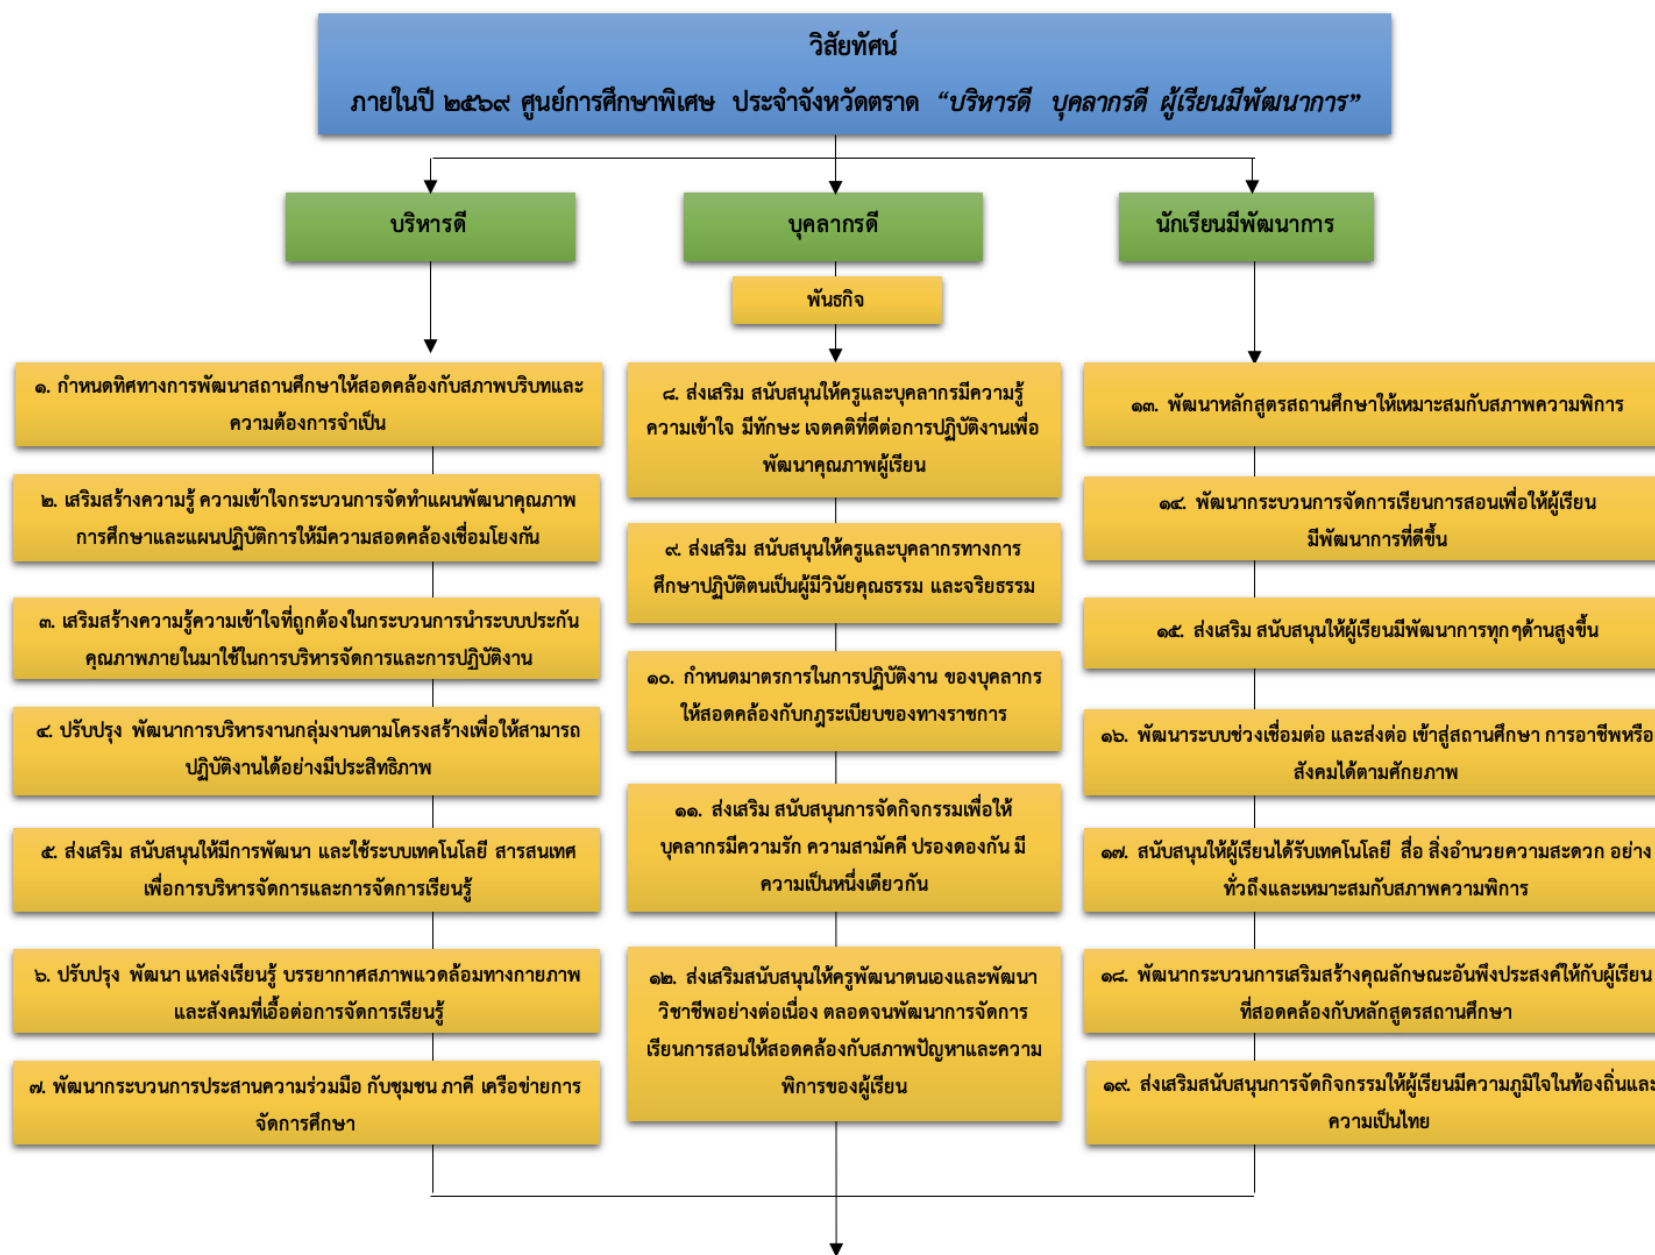 วิสัยทัศน์
ภายในปี ๒๕๖๙ ศูนย์การศึกษาพิเศษ ประจำจังหวัดตราด “บริหารดี บุคลากรดี ผู้เรียนมีพัฒนาการ”
บริหารดี
บุคลากรดี
นักเรียนมีพัฒนาการ
พันธกิจ
๑. กำหนดทิศทางการพัฒนาสถานศึกษาให้สอดคล้องกับสภาพบริบทและ
ความต้องการจำเป็น
๒. เสริมสร้างความรู้ ความเข้าใจกระบวนการจัดทำแผนพัฒนาคุณภาพ
การศึกษาและแผนปฏิบัติการให้มีความสอดคล้องเชื่อมโยงกัน
๓. เสริมสร้างความรู้ความเข้าใจที่ถูกต้องในกระบวนการนำระบบประกัน
คุณภาพภายในมาใช้ในการบริหารจัดการและการปฏิบัติงาน
๔. ปรับปรุง พัฒนาการบริหารงานกลุ่มงานตามโครงสร้างเพื่อให้สามารถ
ปฏิบัติงานได้อย่างมีประสิทธิภาพ
๕. ส่งเสริม สนับสนุนให้มีการพัฒนา และใช้ระบบเทคโนโลยี สารสนเทศ
เพื่อการบริหารจัดการและการจัดการเรียนรู้
๖. ปรับปรุง พัฒนา แหล่งเรียนรู้ บรรยากาศสภาพแวดล้อมทางกายภาพ
และสังคมที่เอื้อต่อการจัดการเรียนรู้
๗. พัฒนากระบวนการประสานความร่วมมือ กับชุมชน ภาคี เครือข่ายการ
จัดการศึกษา
๘. ส่งเสริม สนับสนุนให้ครูและบุคลากรมีความรู้
ความเข้าใจ มีทักษะ เจตคติที่ดีต่อการปฏิบัติงานเพื่อ
พัฒนาคุณภาพผู้เรียน
๙. ส่งเสริม สนับสนุนให้ครูและบุคลากรทางการ
ศึกษาปฏิบัติตนเป็นผู้มีวินัยคุณธรรม และจริยธรรม
๑๐. กำหนดมาตรการในการปฏิบัติงาน ของบุคลากร
ให้สอดคล้องกับกฎระเบียบของทางราชการ
๑๑. ส่งเสริม สนับสนุนการจัดกิจกรรมเพื่อให้
บุคลากรมีความรัก ความสามัคคี ปรองดองกัน มี
ความเป็นหนึ่งเดียวกัน
๑๒. ส่งเสริมสนับสนุนให้ครูพัฒนาตนเองและพัฒนา
วิชาชีพอย่างต่อเนื่อง ตลอดจนพัฒนาการจัดการ
เรียนการสอนให้สอดคล้องกับสภาพปัญหาและความ
พิการของผู้เรียน
๑๓. พัฒนาหลักสูตรสถานศึกษาให้เหมาะสมกับสภาพความพิการ
๑๔. พัฒนากระบวนการจัดการเรียนการสอนเพื่อให้ผู้เรียน
มีพัฒนาการที่ดีขึ้น
๑๕. ส่งเสริม สนับสนุนให้ผู้เรียนมีพัฒนาการทุกๆด้านสูงขึ้น
๑๖. พัฒนาระบบช่วงเชื่อมต่อ และส่งต่อ เข้าสู่สถานศึกษา การอาชีพหรือ
สังคมได้ตามศักยภาพ
๑๗. สนับสนุนให้ผู้เรียนได้รับเทคโนโลยี สื่อ สิ่งอำนวยความสะดวก อย่าง
ทั่วถึงและเหมาะสมกับสภาพความพิการ
๑๘. พัฒนากระบวนการเสริมสร้างคุณลักษณะอันพึงประสงค์ให้กับผู้เรียน
ที่สอดคล้องกับหลักสูตรสถานศึกษา
๑๙. ส่งเสริมสนับสนุนการจัดกิจกรรมให้ผู้เรียนมีความภูมิใจในท้องถิ่นและ
ความเป็นไทย